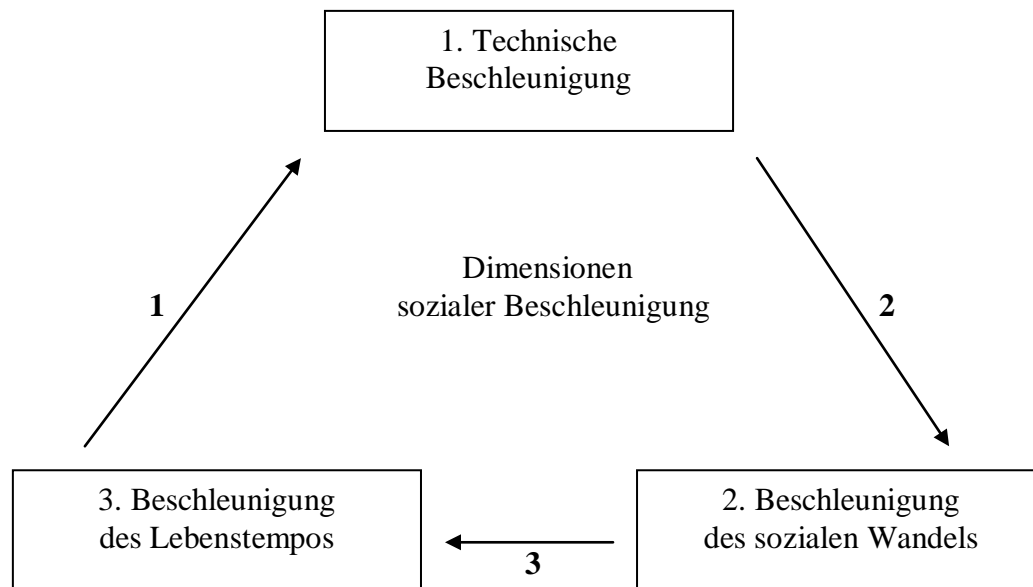 1. Technische
Beschleunigung
Dimensionen
sozialer Beschleunigung
1
2
3. Beschleunigung
des Lebenstempos
3
2. Beschleunigung
des sozialen Wandels